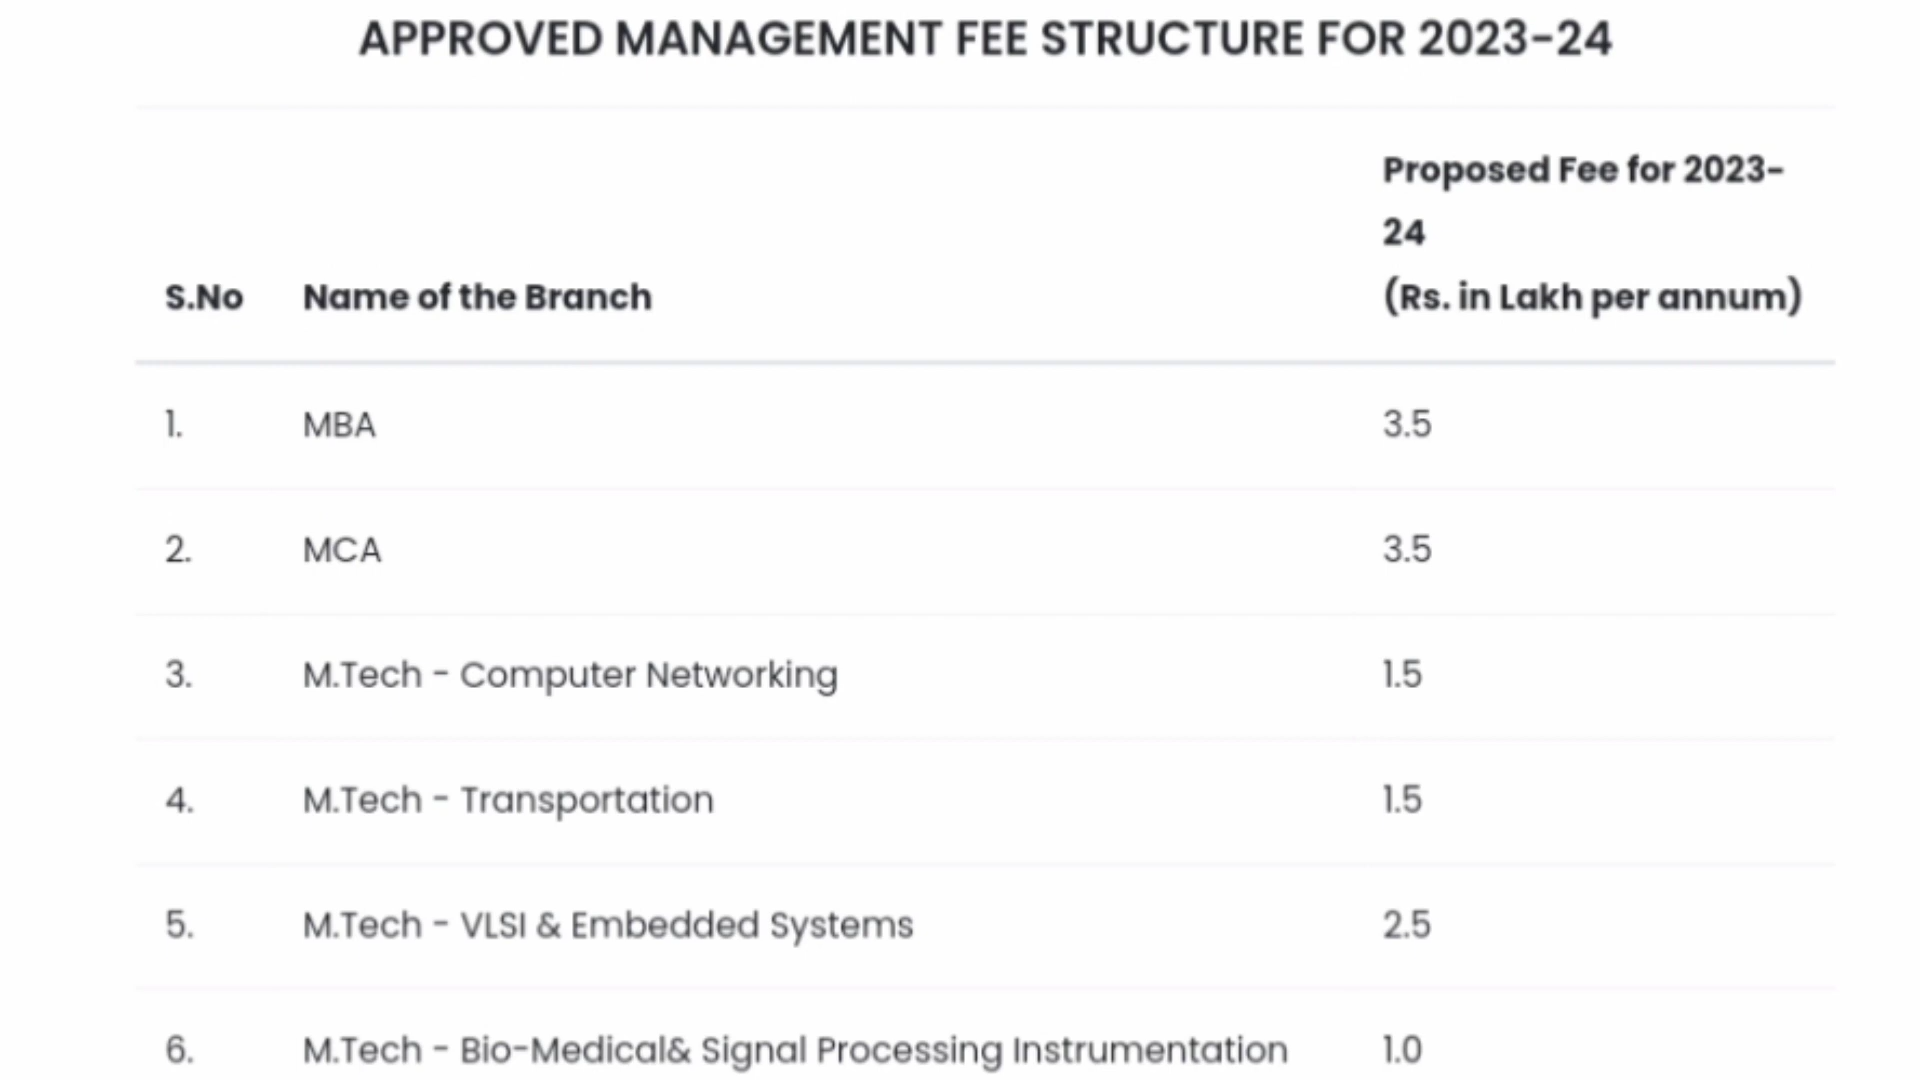 APPROVED MANAGEMENT FEE STRUCTURE FOR 2023-24
Proposed Fee for 2023-
24
S.No Name of the Branch (Rs. in Lakh per annum)
1. MBA 3.5
2. MCA 3.5
3. M.Tech - Computer Networking 1.5
4. M.Tech - Transportation 1.5
5. M.Tech - VLSI & Embedded Systems 2.5
6. M.Tech - Bio-Medical& Signal Processing Instrumentation 1.0